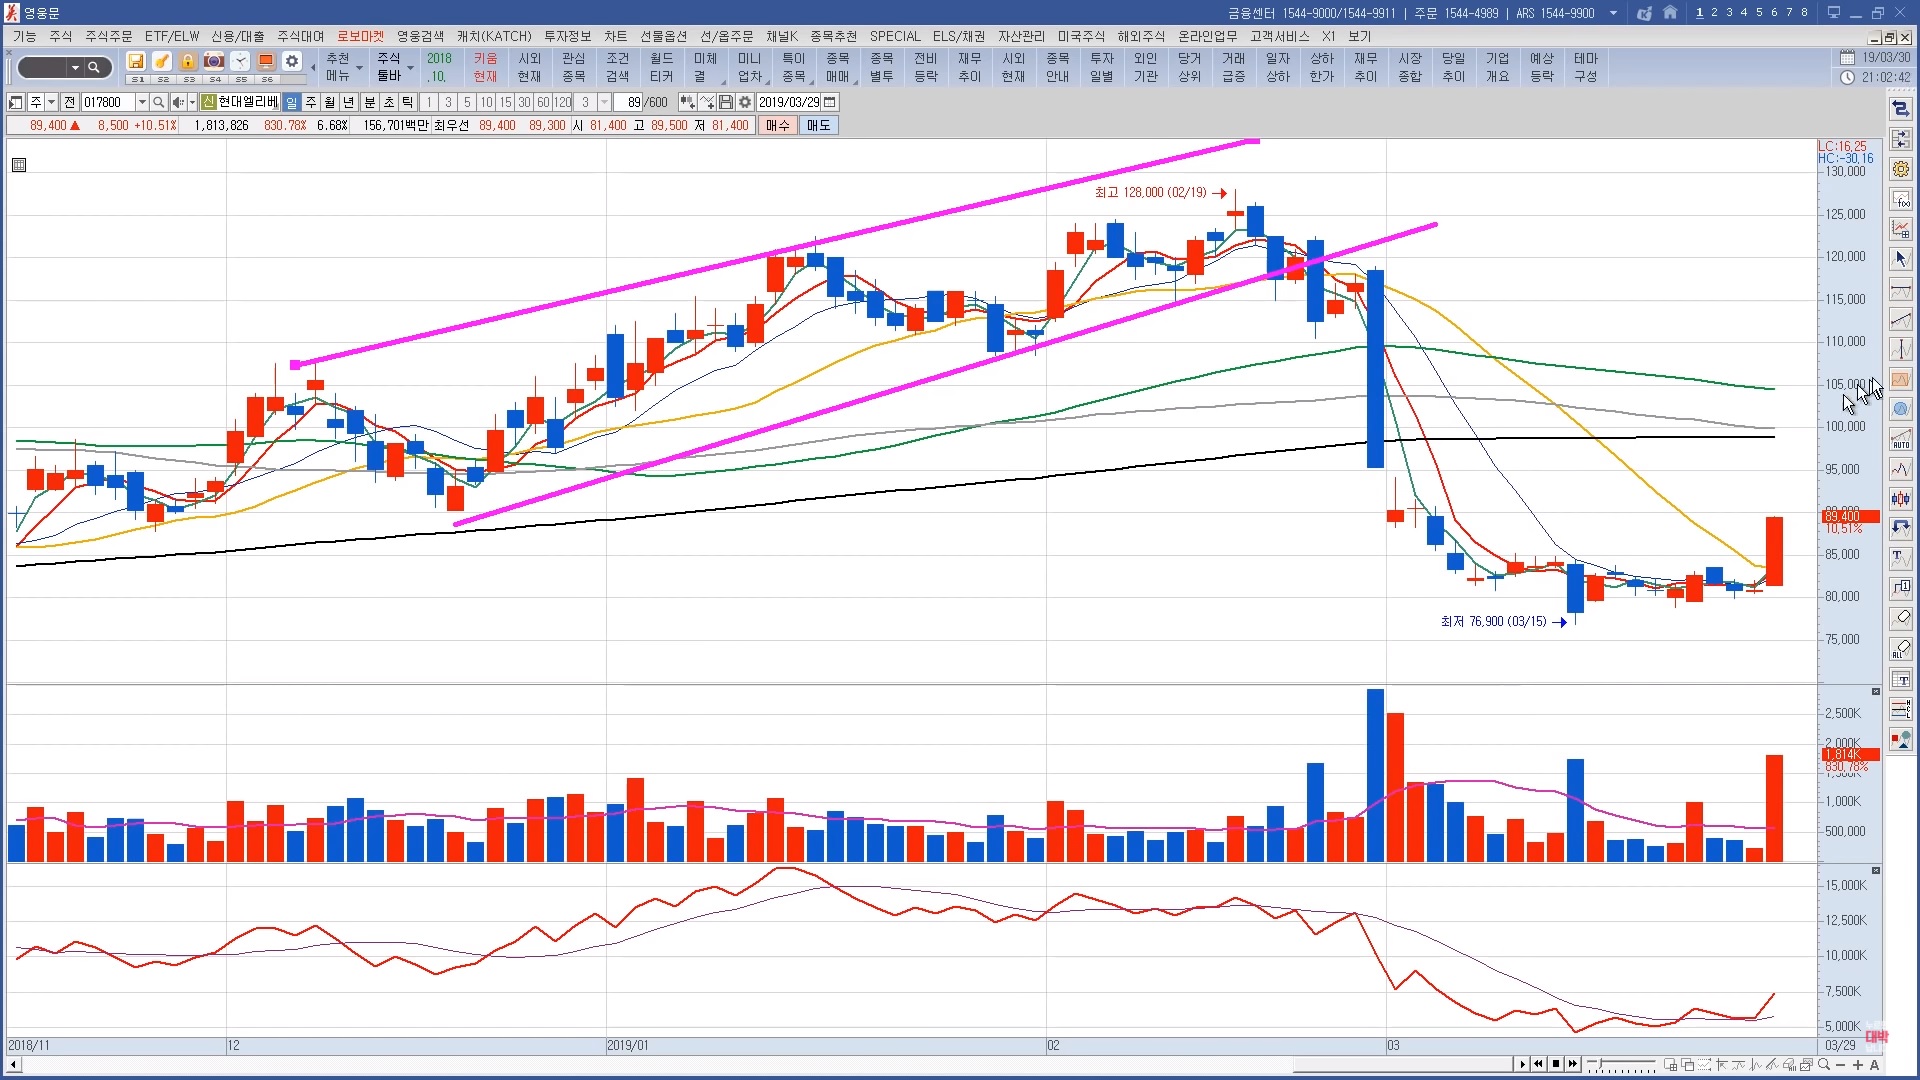 영웅문
금융센터 1544-9000/1544-9911 | 주문 1544-4989 | ARS 1544-9900
1 2 3 4 5 6 7 8
기능 주식 주식주문 ETF/ELW 신용/대출 주식대여 로보마켓 영웅검색 캐치(KATCH) 투자정보 차트 선물옵션 선/옵주문 채널K 종목추천 SPECIAL ELS/채권 자산관리 미국주식 해외주식 온라인업무 고객서비스 X1 보기
추천 주식 2018 키움 시외 관심 조건 월드 미체 미니 특이 종목 종목 전비 재무 시외 종목 투자 외인 당거 거래 일자 상하 재무 시장 당일 기업 예상 테마
메뉴 툴바 .10. 현재 현재 종목 검색 티커 결 업차 종목 매매 별투 등락 추이 현재 안내 일별 기관 상위 급증 상하 한가 추이 종합 추이 개요 등락 구성
S1 S2 S3 S4 S5 S6
19/03/30
21:02:42
주 전 017800 신 현대엘리베 일 주 월 년 분 초 틱 1 3 5 10 15 30 60 120 3 89 /600 2019/03/29
89,400 ▲ 8,500 +10.51% 1,813,826 830.78% 6.68% 156,701백만 최우선 89,400 89,300 시 81,400 고 89,500 저 81,400 매수 매도
LC:16.25
HC:-30.16
130,000
최고 128,000 (02/19)
125,000
120,000
115,000
110,000
105,000
100,000
95,000
89,400
10.51%
85,000
80,000
최저 76,900 (03/15)
75,000
2,500K
2,000K
1,814K
830.78%
1,000K
500,000
15,000K
12,500K
10,000K
7,500K
5,000K
대박
2018/11 12 2019/01 02 03 03/29
AUTO
ALL
A